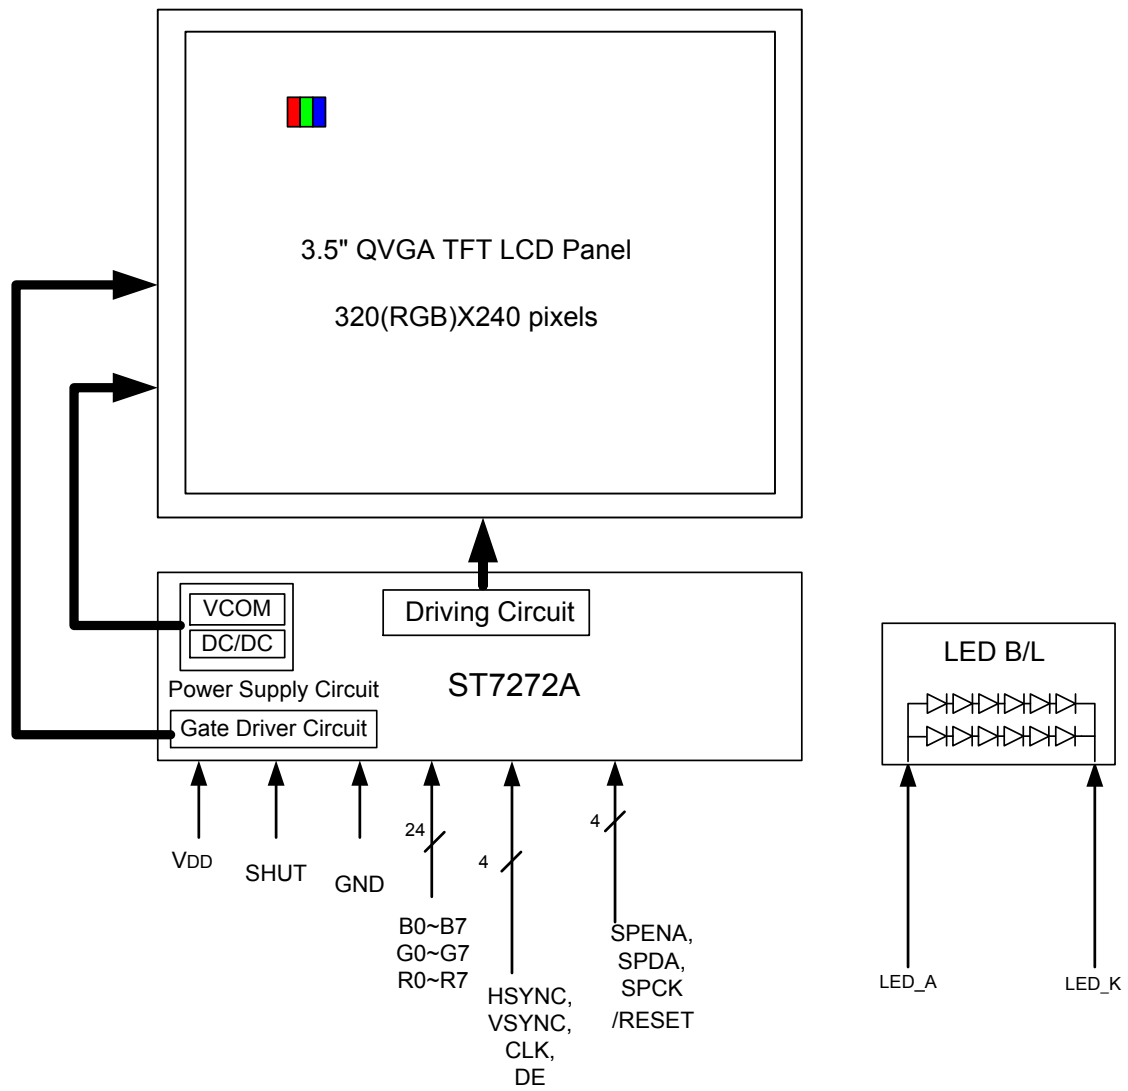 3.5" QVGA TFT LCD Panel
320(RGB)X240 pixels
VCOM
DC/DC
Power Supply Circuit
Gate Driver Circuit
Driving Circuit
ST7272A
LED B/L
VDD
SHUT
GND
24
B0~B7
G0~G7
R0~R7
4
HSYNC,
VSYNC,
CLK,
DE
4
SPENA,
SPDA,
SPCK
/RESET
LED_A
LED_K